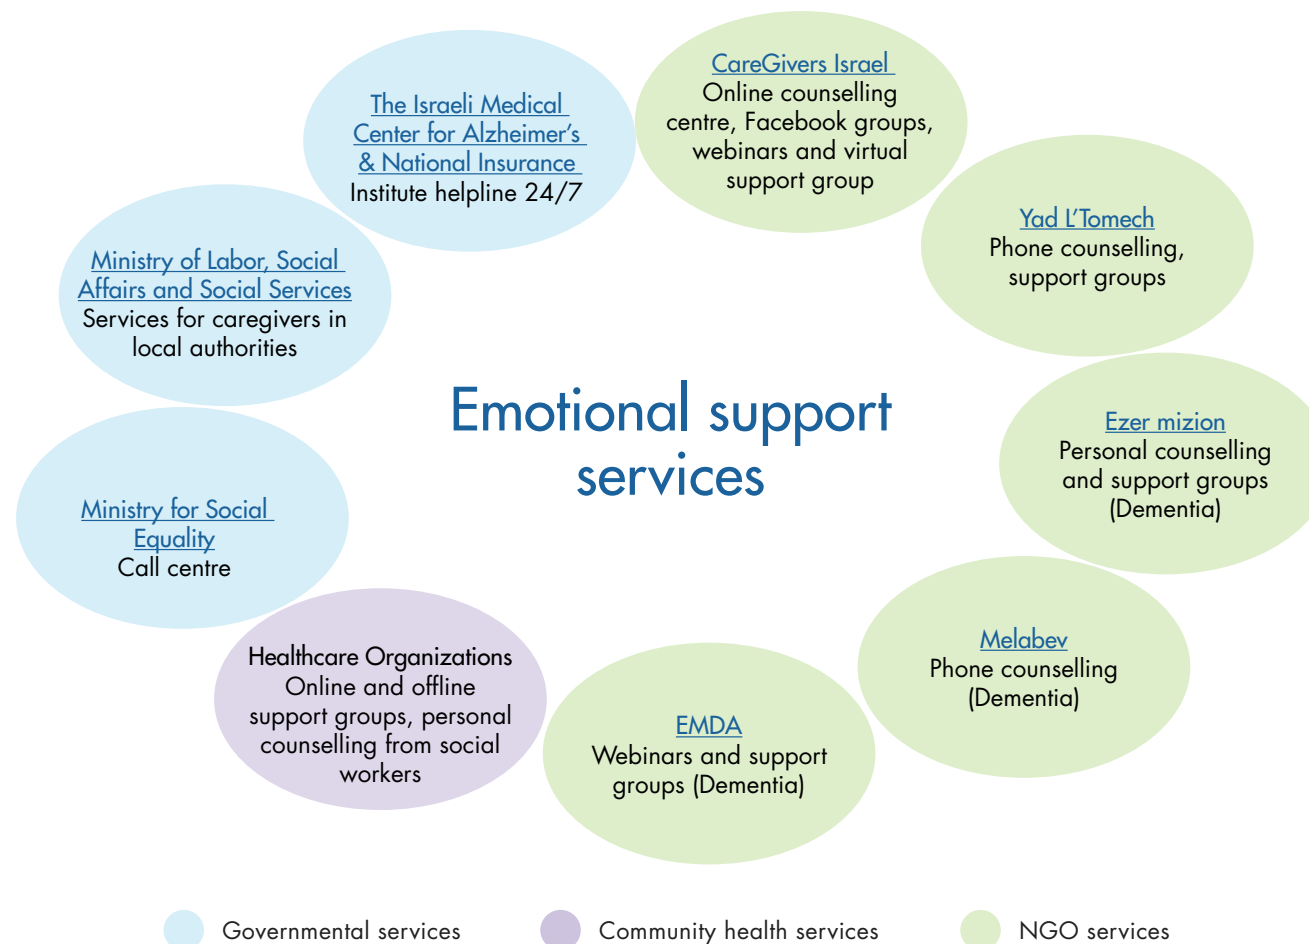 CareGivers Israel
Online counselling
centre, Facebook groups,
webinars and virtual
support group
The Israeli Medical
Center for Alzheimer's
& National Insurance
Institute helpline 24/7
Yad L'Tomech
Phone counselling,
support groups
Ministry of Labor, Social
Affairs and Social Services
Services for caregivers in
local authorities
Emotional support
services
Ezer mizion
Personal counselling
and support groups
(Dementia)
Ministry for Social
Equality
Call centre
Melabev
Phone counselling
(Dementia)
Healthcare Organizations
Online and offline
support groups, personal
counselling from social
workers
EMDA
Webinars and support
groups (Dementia)
Governmental services
Community health services
NGO services